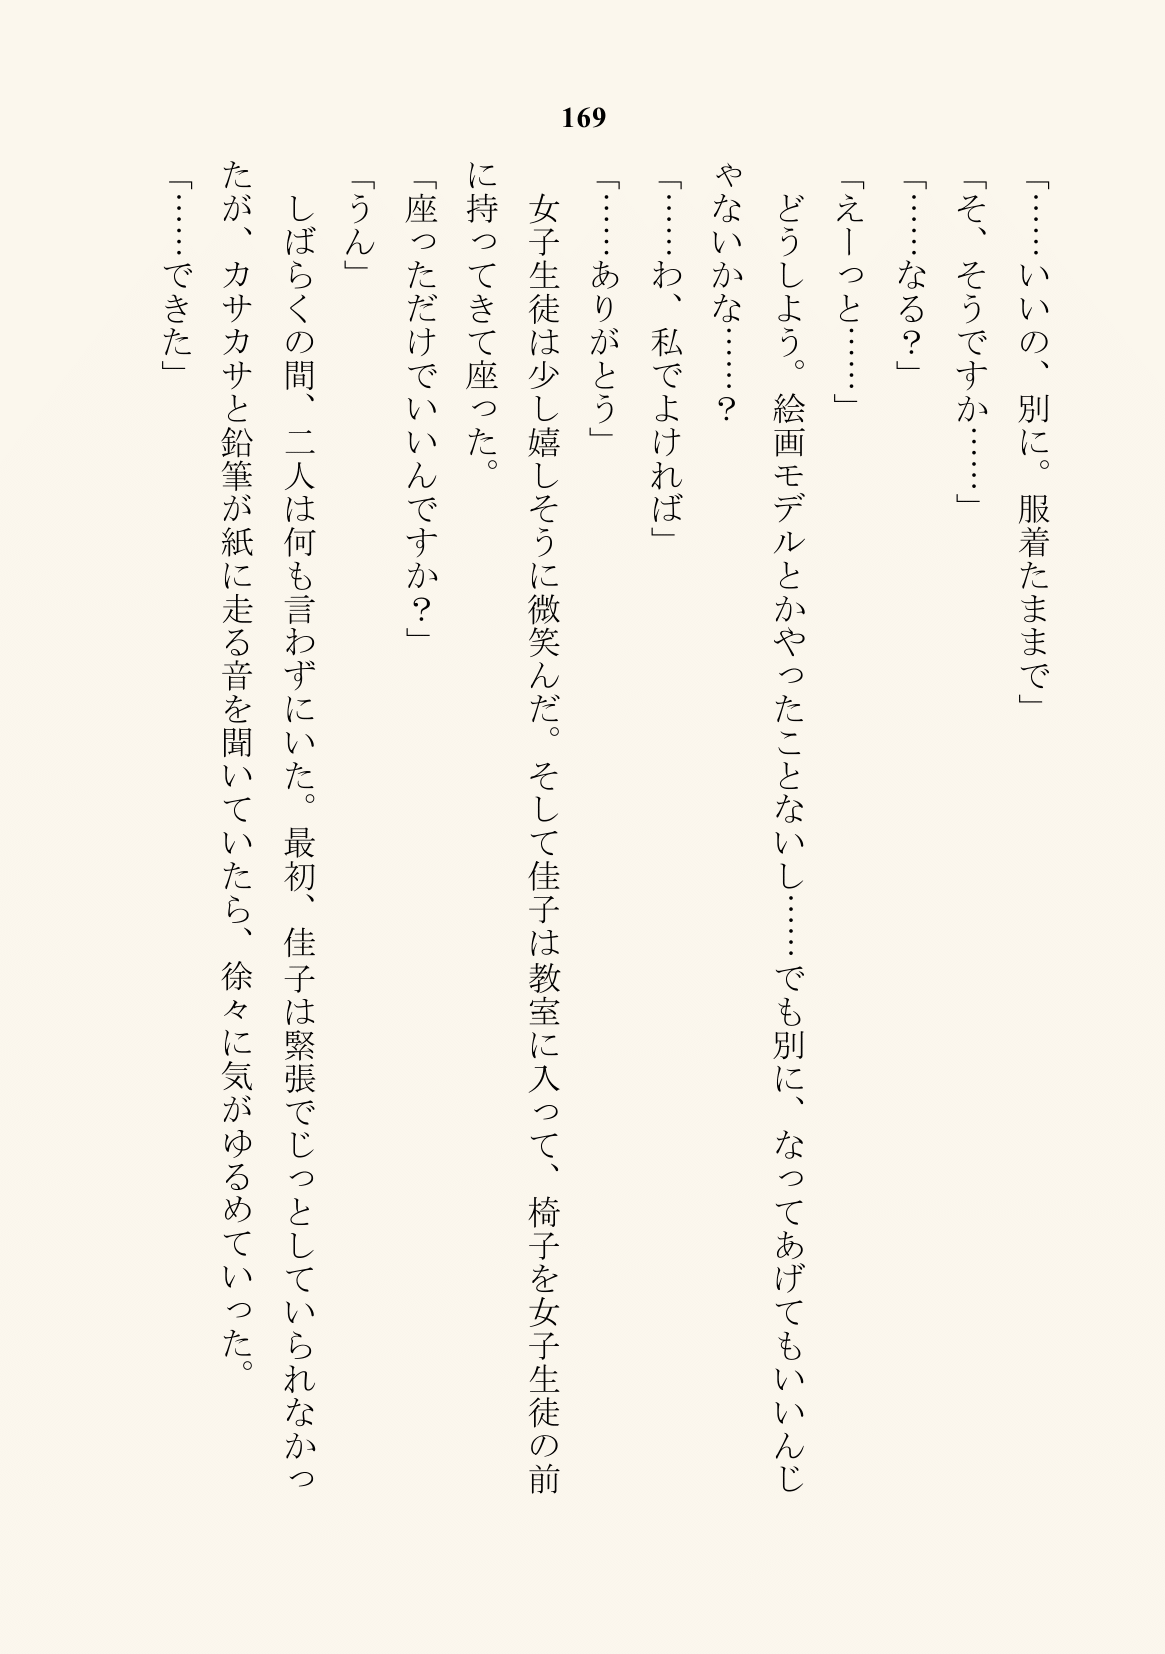 169
「……いいの、別に。服着たままで」
「そ、そうですか……」
「……なる？」
「えーっと……」
　どうしよう。絵画モデルとかやったことないし……でも別に、なってあげてもいいんじ
ゃないかな……？
「……わ、私でよければ」
「……ありがとう」
　女子生徒は少し嬉しそうに微笑んだ。そして佳子は教室に入って、椅子を女子生徒の前
に持ってきて座った。
「座っただけでいいんですか？」
「うん」
　しばらくの間、二人は何も言わずにいた。最初、佳子は緊張でじっとしていられなかっ
たが、カサカサと鉛筆が紙に走る音を聞いていたら、徐々に気がゆるめていった。
「……できた」